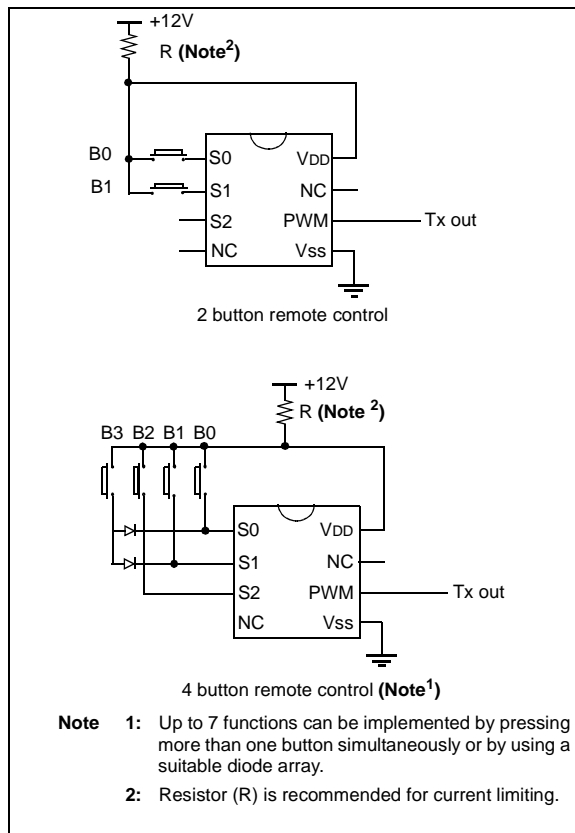 +12V
R (Note2)
B0
B1
S0
S1
S2
NC
VDD
NC
PWM
Vss
Tx out
2 button remote control
+12V
R (Note 2)
B3 B2 B1 B0
S0
S1
S2
NC
VDD
NC
PWM
Vss
Tx out
4 button remote control (Note1)
Note 1: Up to 7 functions can be implemented by pressing
more than one button simultaneously or by using a
suitable diode array.
2: Resistor (R) is recommended for current limiting.